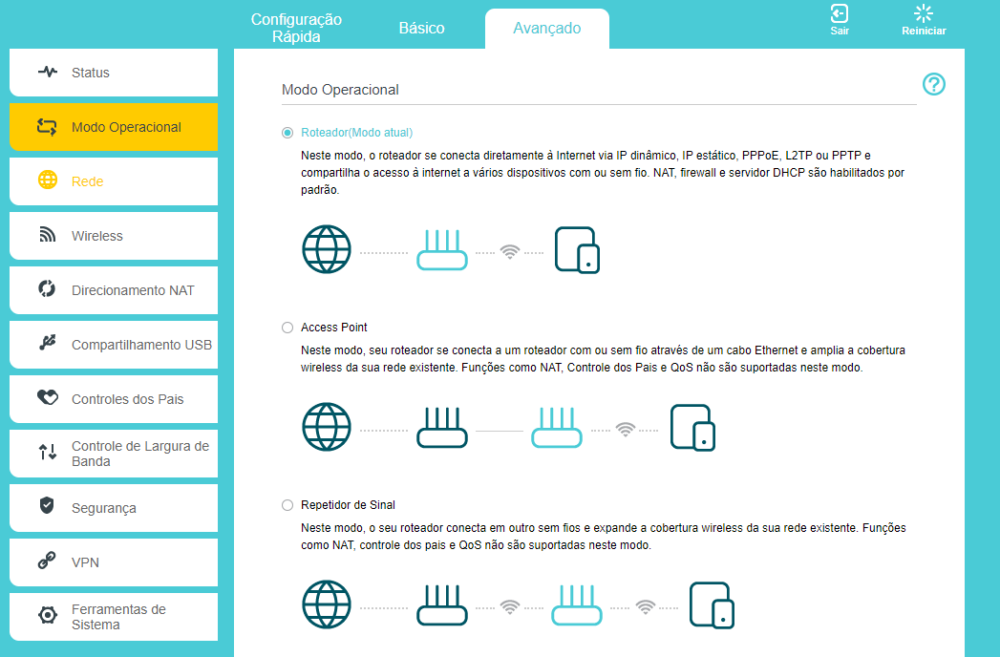 Configuração
Rápida
Básico
Avançado
Sair
Reiniciar
Status
Modo Operacional
Rede
Wireless
Direcionamento NAT
Compartilhamento USB
Controles dos Pais
Controle de Largura de
Banda
Segurança
VPN
Ferramentas de
Sistema
Modo Operacional
?
Roteador(Modo atual)
Neste modo, o roteador se conecta diretamente à Internet via IP dinâmico, IP estático, PPPoE, L2TP ou PPTP e
compartilha o acesso à internet a vários dispositivos com ou sem fio. NAT, firewall e servidor DHCP são habilitados por
padrão.
Access Point
Neste modo, seu roteador se conecta a um roteador com ou sem fio através de um cabo Ethernet e amplia a cobertura
wireless da sua rede existente. Funções como NAT, Controle dos Pais e QoS não são suportadas neste modo.
Repetidor de Sinal
Neste modo, o seu roteador conecta em outro sem fios e expande a cobertura wireless da sua rede existente. Funções
como NAT, controle dos pais e QoS não são suportadas neste modo.